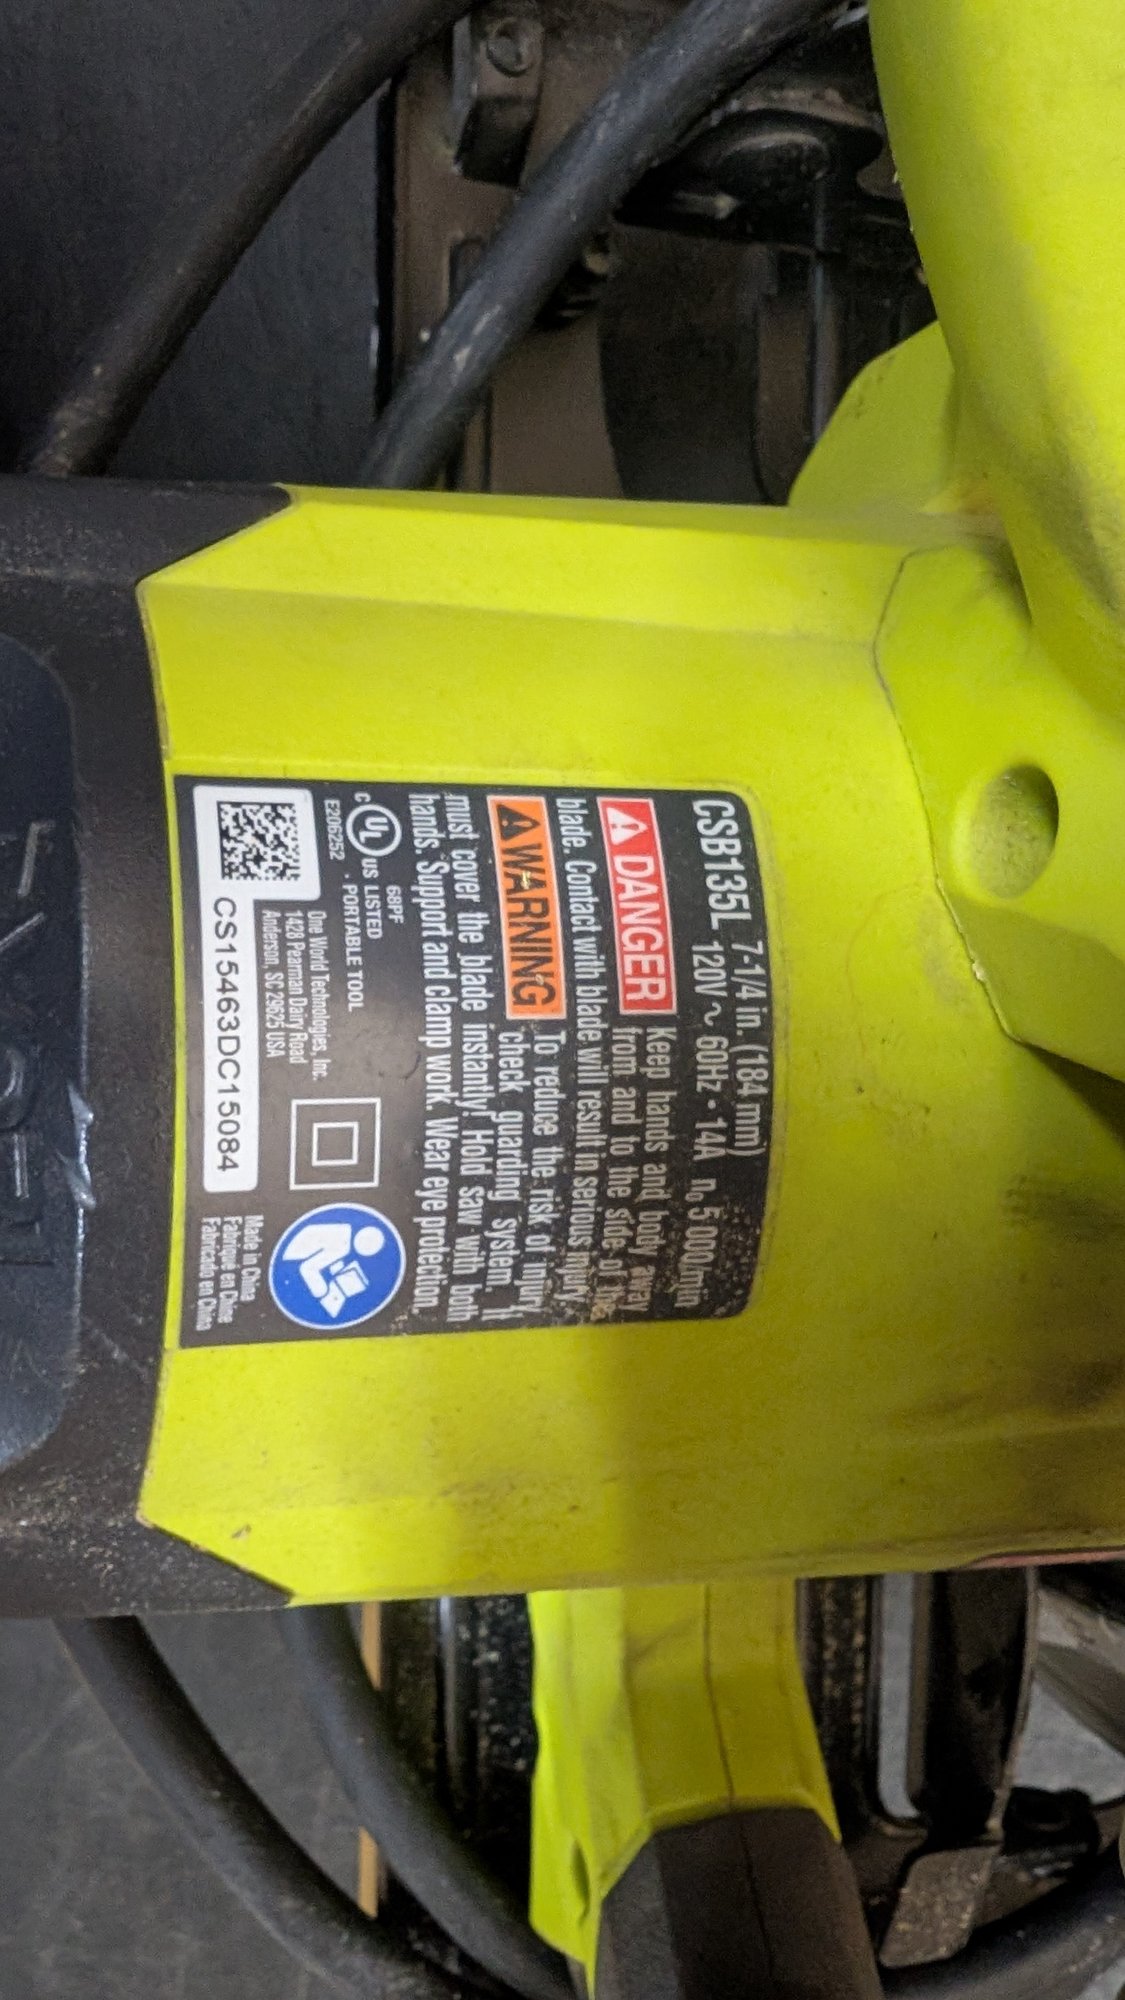 CSB135L 7-1/4 in. (184 mm)
120V ~ 60Hz - 14A n₀ 5 000/min
DANGER Keep hands and body away
from and to the side of the
blade. Contact with blade will result in serious injury.
WARNING To reduce the risk of injury,
check guarding system. It
must cover the blade instantly! Hold saw with both
hands. Support and clamp work. Wear eye protection.
68PF
C UL US LISTED
PORTABLE TOOL
E206252
One World Technologies, Inc.
1428 Pearman Dairy Road
Anderson, SC 29625 USA
CS15463DC15084
Made in China
Fabriqué en Chine
Fabricado en China